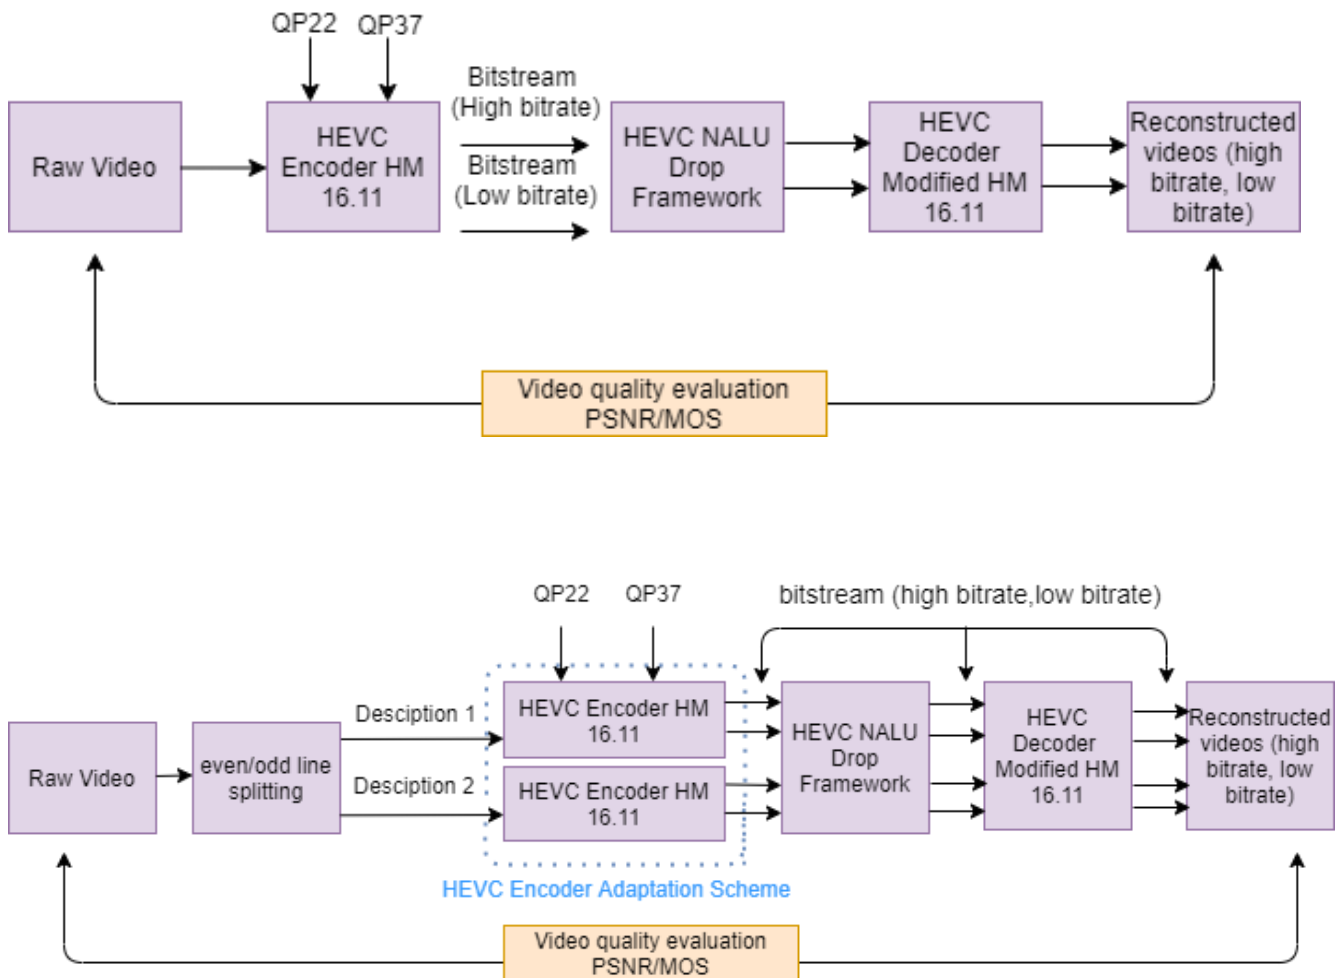 QP22 QP37
Bitstream
(High bitrate)
Bitstream
(Low bitrate)
Raw Video
HEVC
Encoder HM
16.11
HEVC NALU
Drop
Framework
HEVC
Decoder
Modified HM
16.11
Reconstructed
videos (high
bitrate, low
bitrate)
Video quality evaluation
PSNR/MOS
QP22 QP37
bitstream (high bitrate,low bitrate)
Raw Video
even/odd line
splitting
Desciption 1
Desciption 2
HEVC Encoder HM
16.11
HEVC Encoder HM
16.11
HEVC Encoder Adaptation Scheme
HEVC NALU
Drop
Framework
HEVC
Decoder
Modified HM
16.11
Reconstructed
videos (high
bitrate, low
bitrate)
Video quality evaluation
PSNR/MOS